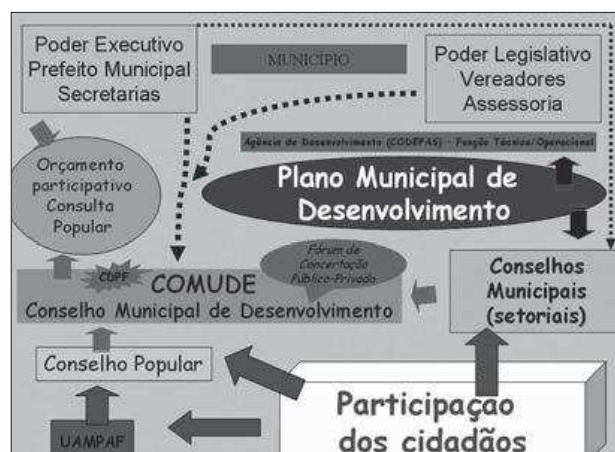 Poder Executivo
Prefeito Municipal
Secretarias
MUNICÍPIO
Poder Legislativo
Vereadores
Assessoria
Agência de Desenvolvimento (CODEPAS) - Função Técnica/Operacional
Plano Municipal de
Desenvolvimento
Orçamento
participativo
Consulta
Popular
CDPF
COMUDE
Conselho Municipal de Desenvolvimento
Fórum de
Concertação
Público-Privado
Conselhos
Municipais
(setoriais)
Conselho Popular
UAMPAF
Participação
dos cidadãos